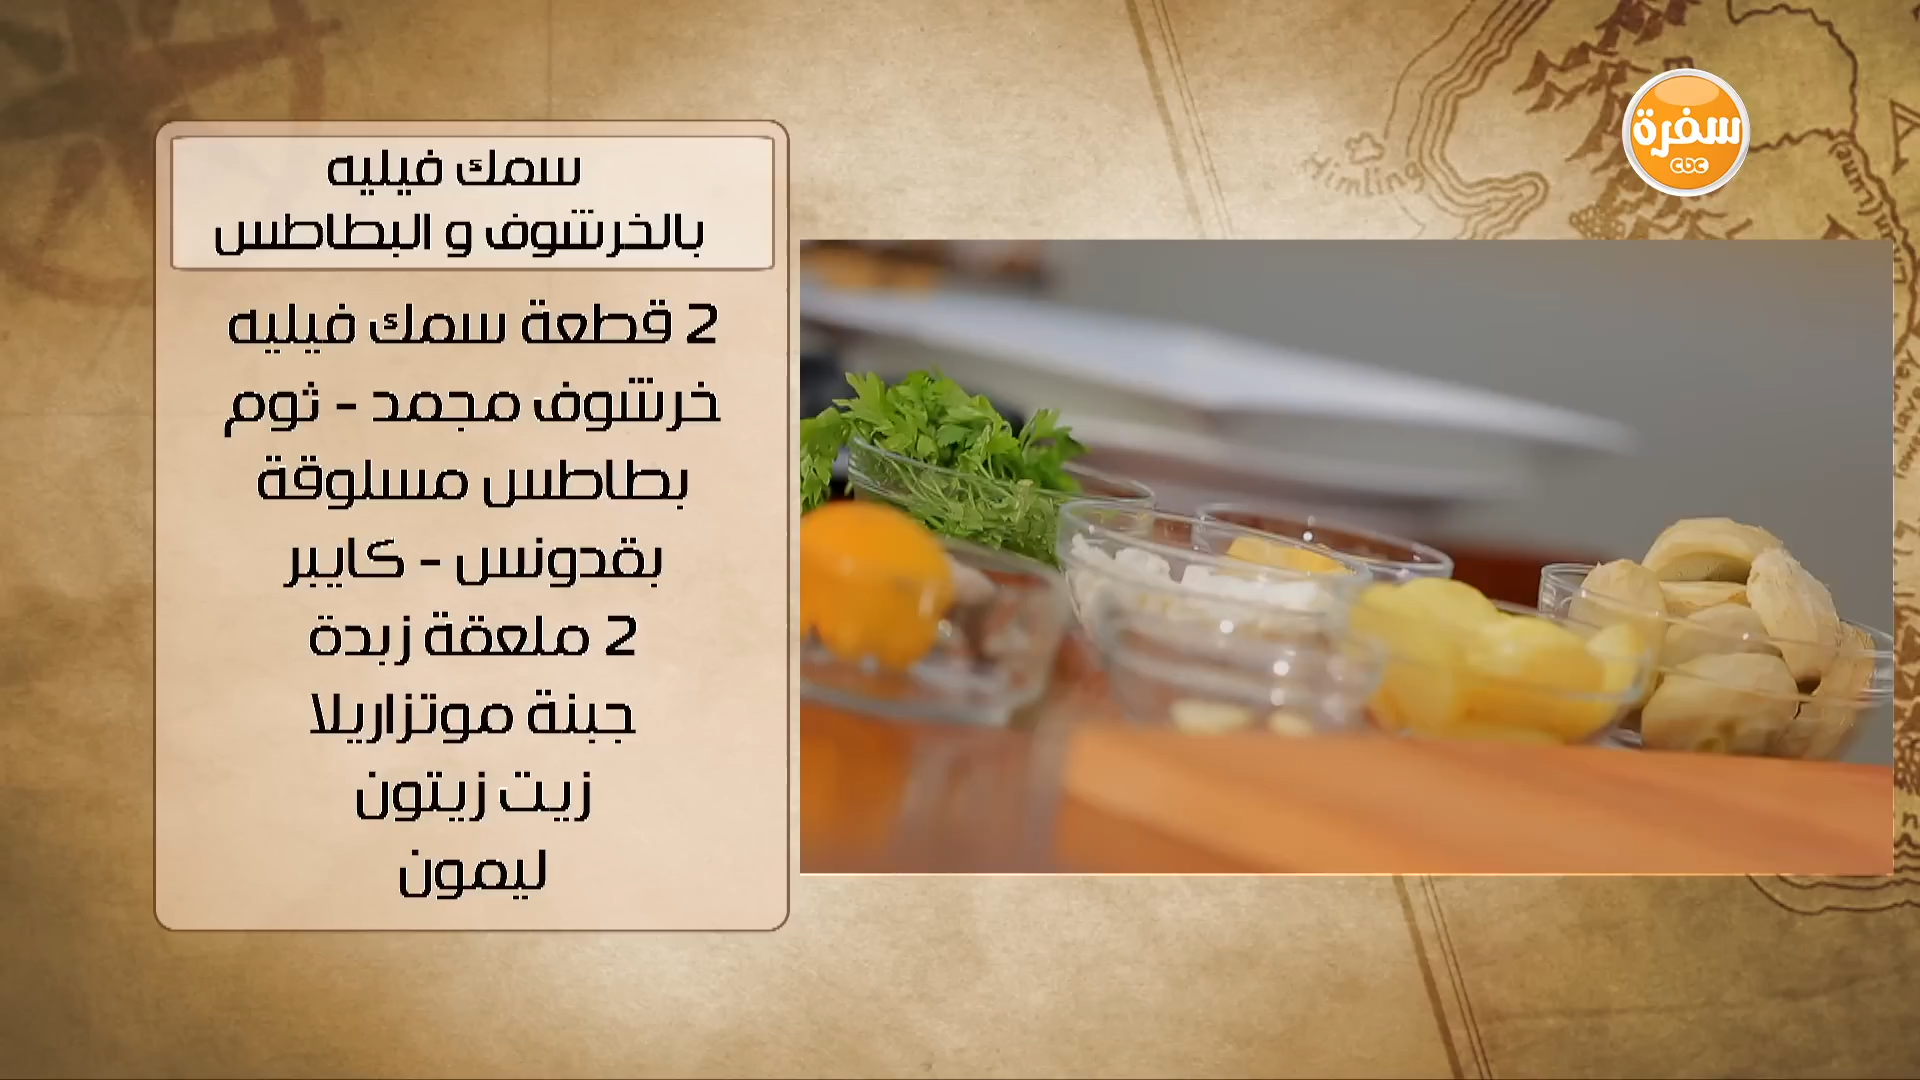 سمك فيليه
بالخرشوف و البطاطس
2 قطعة سمك فيليه
خرشوف مجمد - ثوم
بطاطس مسلوقة
بقدونس - كايبر
2 ملعقة زبدة
جبنة موتزاريلا
زيت زيتون
ليمون
سفرة
cbc
Himling